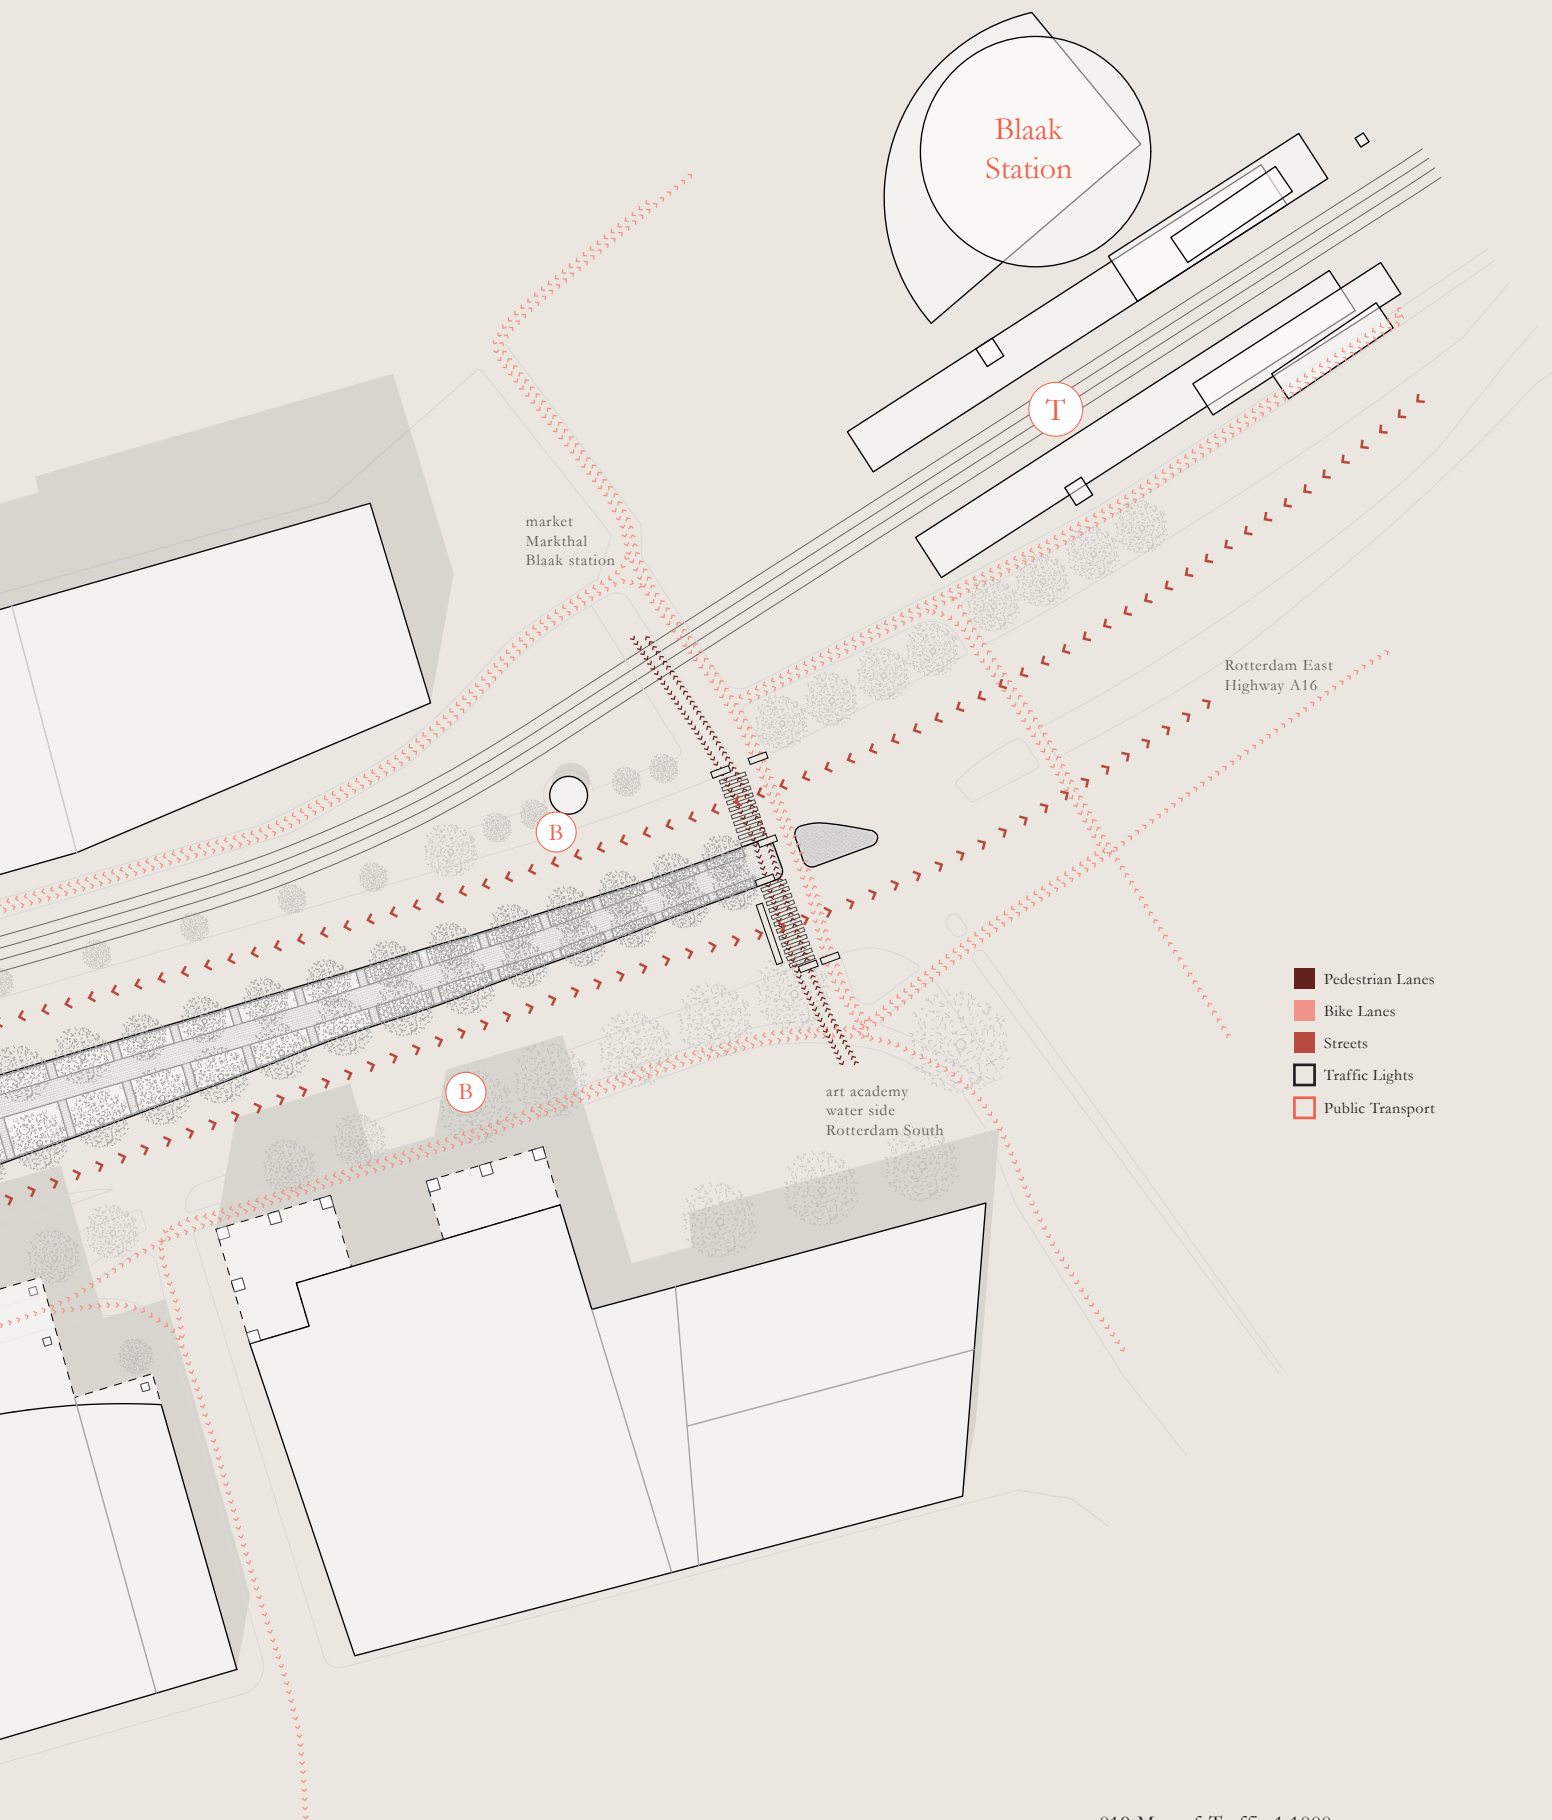 Blaak
Station
T
market
Markthal
Blaak station
Rotterdam East
Highway A16
B
B
art academy
water side
Rotterdam South
Pedestrian Lanes
Bike Lanes
Streets
Traffic Lights
Public Transport